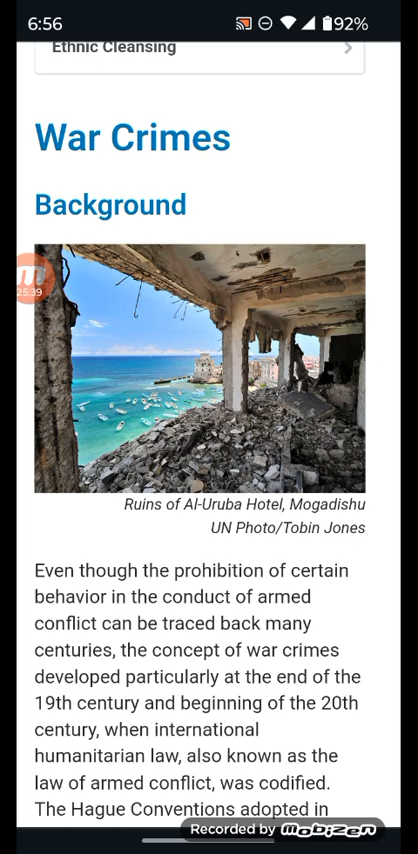 6:56
92%
Ethnic Cleansing
War Crimes
Background
25:39
Ruins of Al-Uruba Hotel, Mogadishu
UN Photo/Tobin Jones
Even though the prohibition of certain
behavior in the conduct of armed
conflict can be traced back many
centuries, the concept of war crimes
developed particularly at the end of the
19th century and beginning of the 20th
century, when international
humanitarian law, also known as the
law of armed conflict, was codified.
The Hague Conventions adopted in
Recorded by mobizen